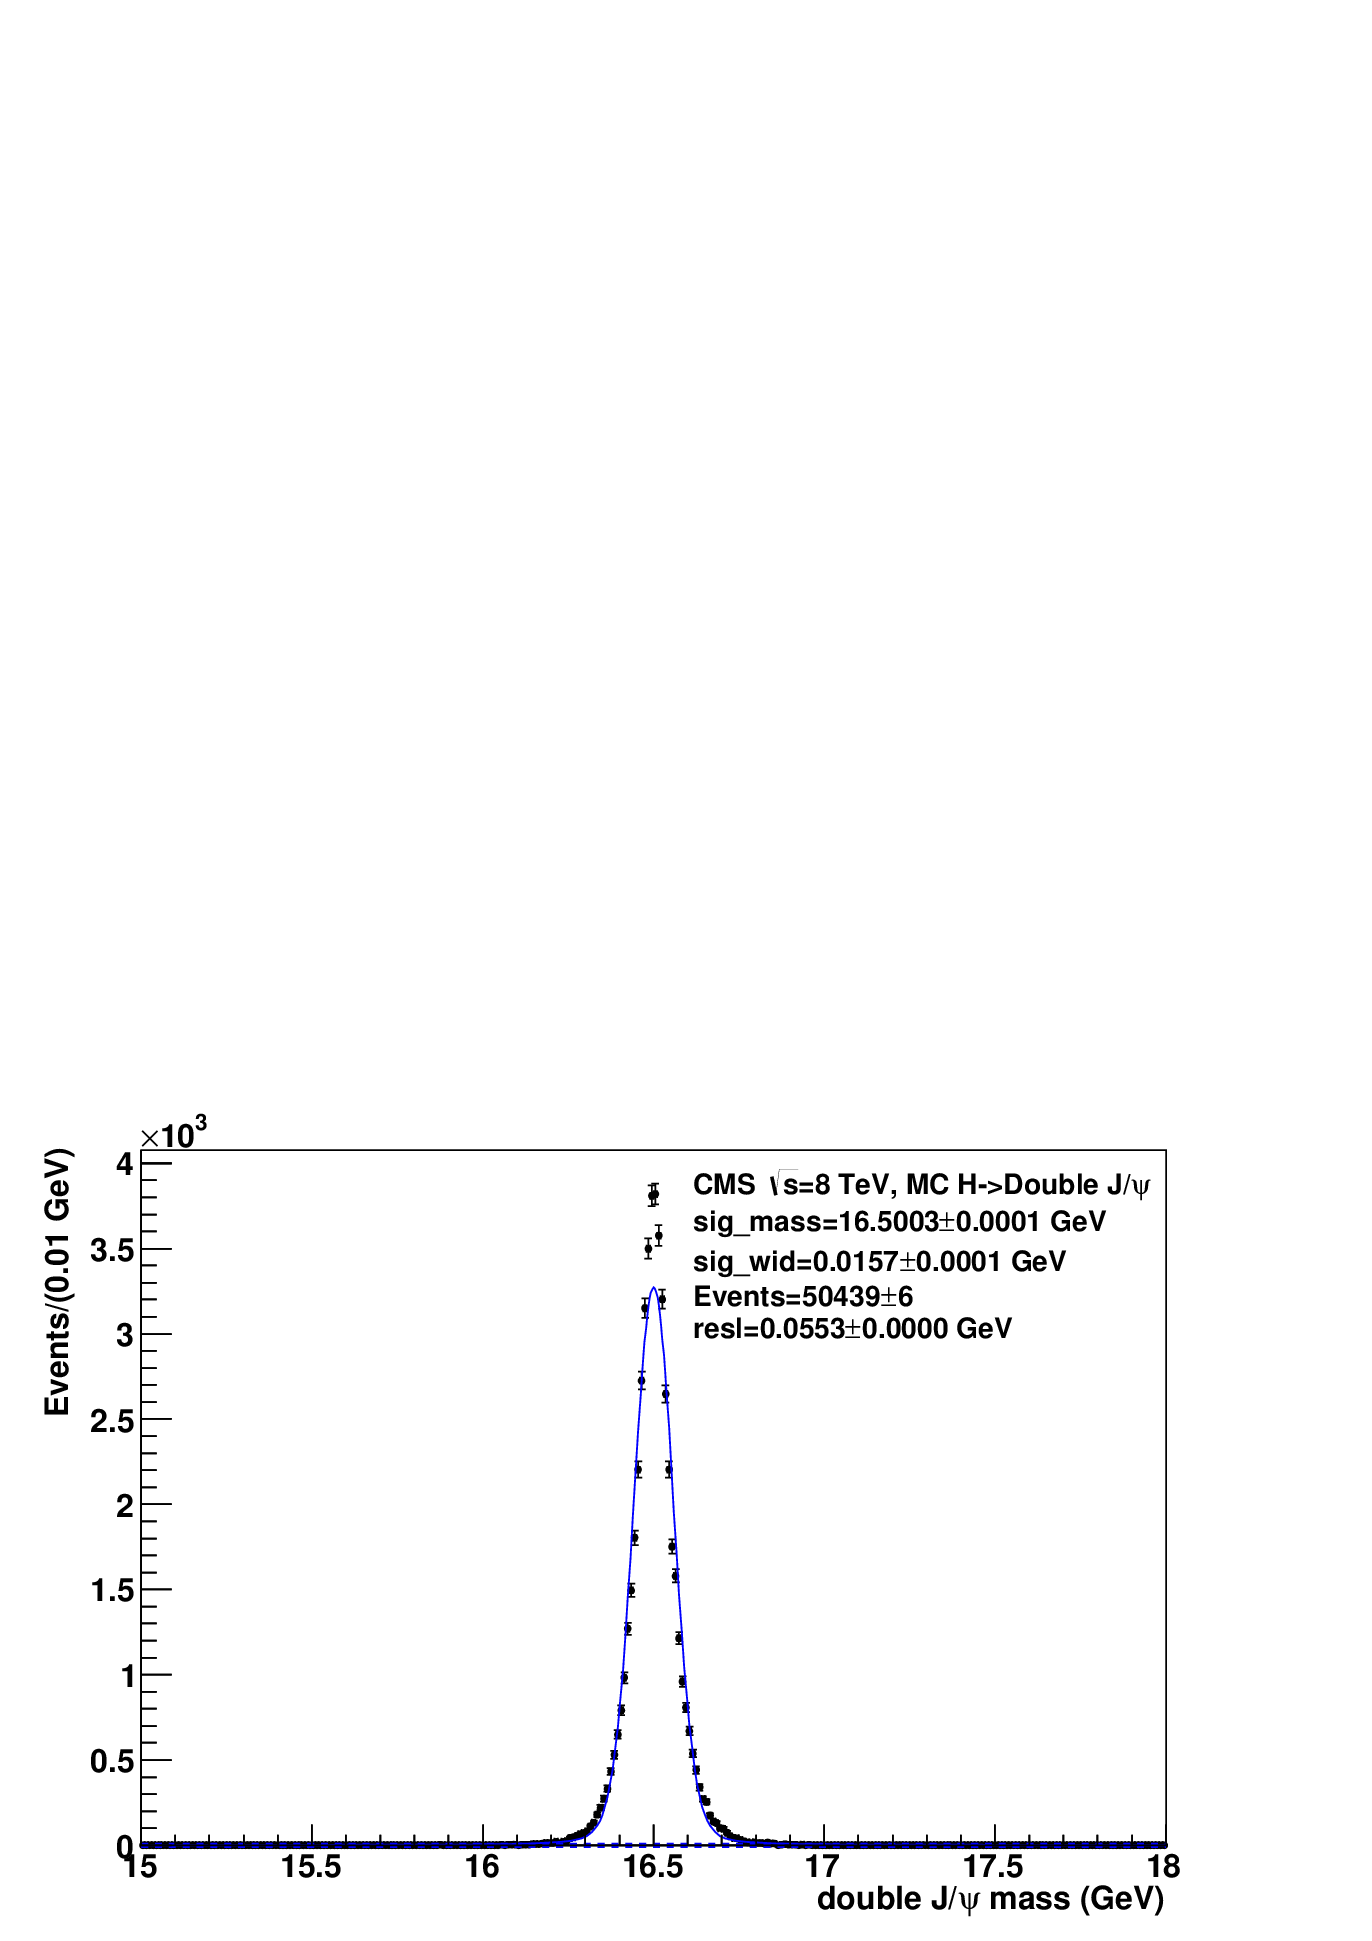 ×10³
Events/(0.01 GeV)
4
3.5
3
2.5
2
1.5
1
0.5
0
CMS √s=8 TeV, MC H->Double J/ψ
sig_mass=16.5003±0.0001 GeV
sig_wid=0.0157±0.0001 GeV
Events=50439±6
resl=0.0553±0.0000 GeV
15 15.5 16 16.5 17 17.5 18
double J/ψ mass (GeV)